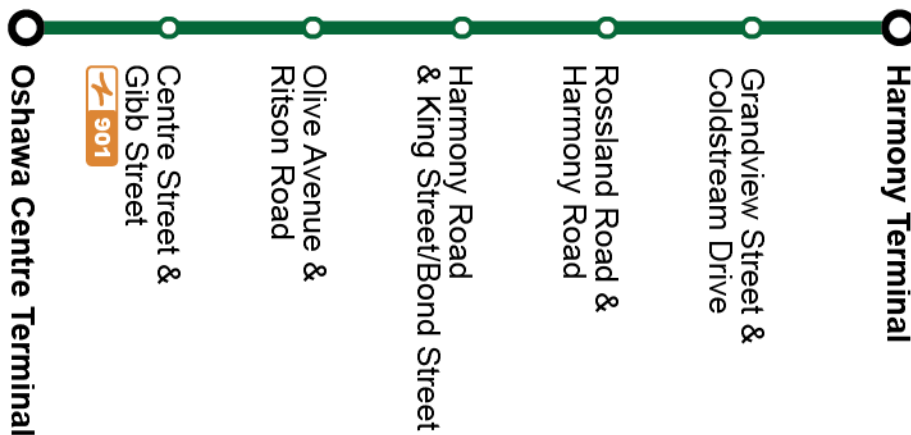 Oshawa Centre Terminal
Centre Street &
Gibb Street
901
Olive Avenue &
Ritson Road
Harmony Road
& King Street/Bond Street
Rossland Road &
Harmony Road
Grandview Street &
Coldstream Drive
Harmony Terminal